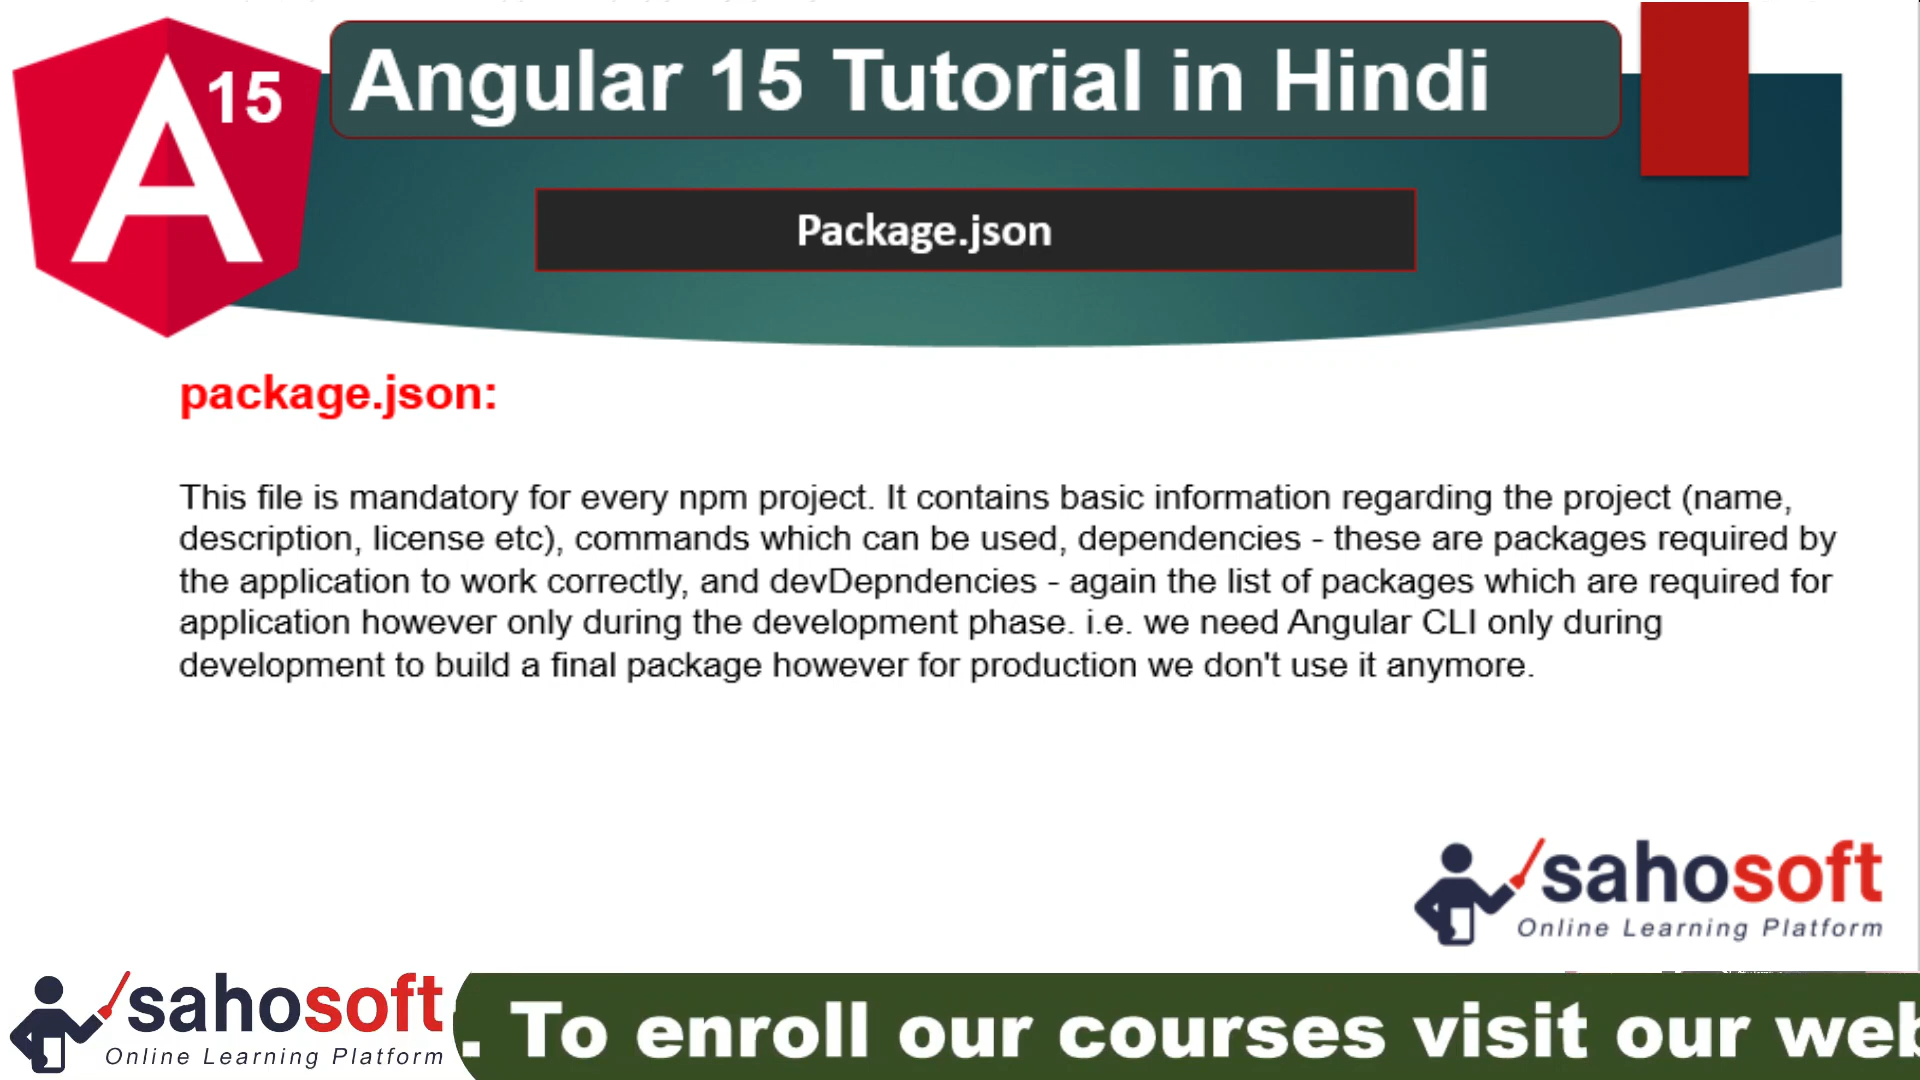 15
Angular 15 Tutorial in Hindi
Package.json
package.json:
This file is mandatory for every npm project. It contains basic information regarding the project (name,
description, license etc), commands which can be used, dependencies - these are packages required by
the application to work correctly, and devDepndencies - again the list of packages which are required for
application however only during the development phase. i.e. we need Angular CLI only during
development to build a final package however for production we don't use it anymore.
sahosoft
Online Learning Platform
sahosoft
Online Learning Platform
. To enroll our courses visit our web